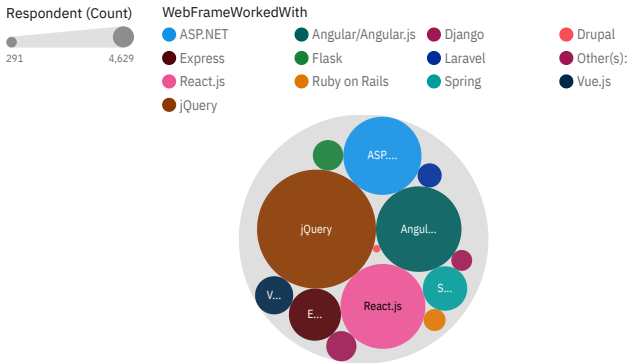 Respondent (Count)
291 4,629
WebFrameWorkedWith
ASP.NET Angular/Angular.js Django Drupal
Express Flask Laravel Other(s):
React.js Ruby on Rails Spring Vue.js
jQuery
ASP....
jQuery Angul...
V... S...
E... React.js